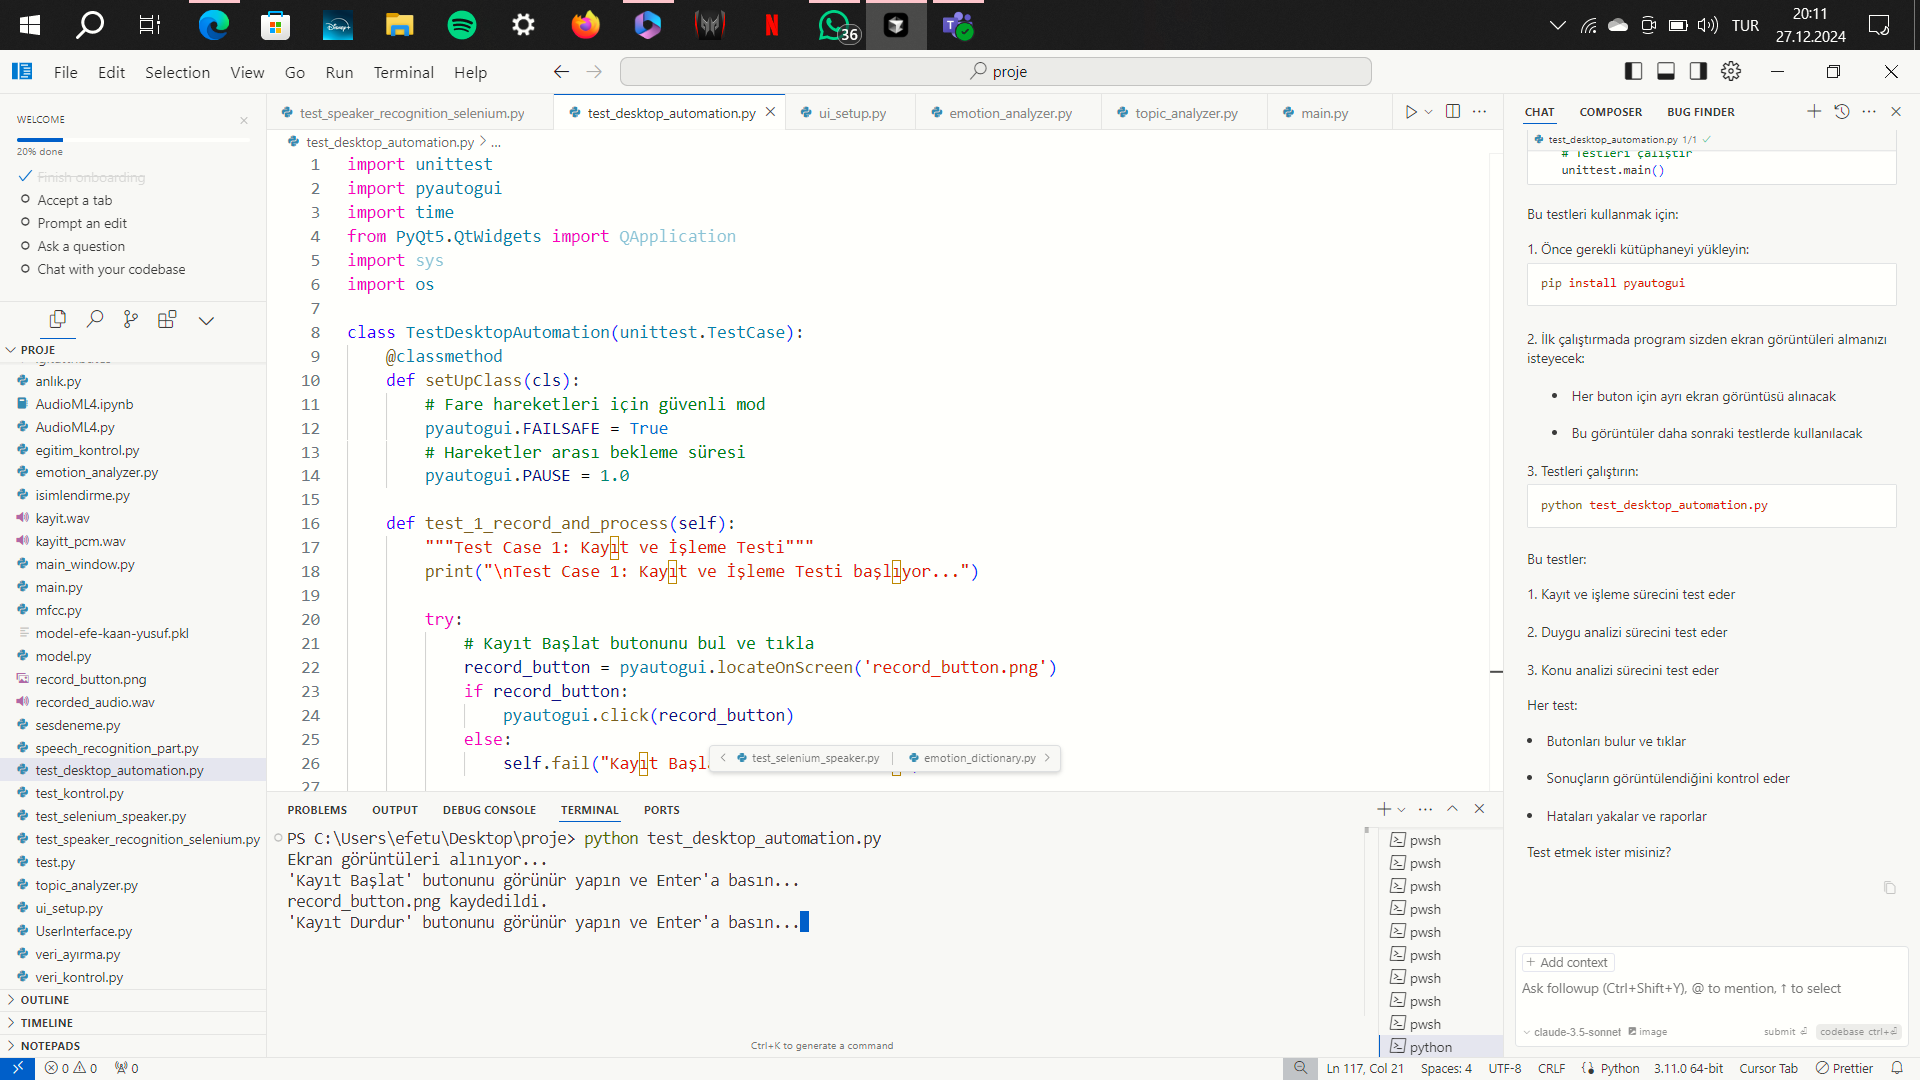 36
TUR
20:11
27.12.2024
File Edit Selection View Go Run Terminal Help
proje
WELCOME
20% done
Finish onboarding
Accept a tab
Prompt an edit
Ask a question
Chat with your codebase
PROJE
anlık.py
AudioML4.ipynb
AudioML4.py
egitim_kontrol.py
emotion_analyzer.py
isimlendirme.py
kayit.wav
kayitt_pcm.wav
main_window.py
main.py
mfcc.py
model-efe-kaan-yusuf.pkl
model.py
record_button.png
recorded_audio.wav
sesdeneme.py
speech_recognition_part.py
test_desktop_automation.py
test_kontrol.py
test_selenium_speaker.py
test_speaker_recognition_selenium.py
test.py
topic_analyzer.py
ui_setup.py
UserInterface.py
veri_ayırma.py
veri_kontrol.py
OUTLINE
TIMELINE
NOTEPADS
test_speaker_recognition_selenium.py test_desktop_automation.py ui_setup.py emotion_analyzer.py topic_analyzer.py main.py
test_desktop_automation.py > ...
1 import unittest
2 import pyautogui
3 import time
4 from PyQt5.QtWidgets import QApplication
5 import sys
6 import os
7
8 class TestDesktopAutomation(unittest.TestCase):
9 @classmethod
10 def setUpClass(cls):
11 # Fare hareketleri için güvenli mod
12 pyautogui.FAILSAFE = True
13 # Hareketler arası bekleme süresi
14 pyautogui.PAUSE = 1.0
15
16 def test_1_record_and_process(self):
17 """Test Case 1: Kayıt ve İşleme Testi"""
18 print("\nTest Case 1: Kayıt ve İşleme Testi başlıyor...")
19
20 try:
21 # Kayıt Başlat butonunu bul ve tıkla
22 record_button = pyautogui.locateOnScreen('record_button.png')
23 if record_button:
24 pyautogui.click(record_button)
25 else:
26 self.fail("Kayıt Başl
27
test_selenium_speaker.py emotion_dictionary.py
PROBLEMS OUTPUT DEBUG CONSOLE TERMINAL PORTS
PS C:\Users\efetu\Desktop\proje> python test_desktop_automation.py
Ekran görüntüleri alınıyor...
'Kayıt Başlat' butonunu görünür yapın ve Enter'a basın...
record_button.png kaydedildi.
'Kayıt Durdur' butonunu görünür yapın ve Enter'a basın...
Ctrl+K to generate a command
pwsh
pwsh
pwsh
pwsh
pwsh
pwsh
pwsh
pwsh
pwsh
python
CHAT COMPOSER BUG FINDER
test_desktop_automation.py 1/1
# Testleri çalıştır
unittest.main()
Bu testleri kullanmak için:
1. Önce gerekli kütüphaneyi yükleyin:
pip install pyautogui
2. İlk çalıştırmada program sizden ekran görüntüleri almanızı
isteyecek:
Her buton için ayrı ekran görüntüsü alınacak
Bu görüntüler daha sonraki testlerde kullanılacak
3. Testleri çalıştırın:
python test_desktop_automation.py
Bu testler:
1. Kayıt ve işleme sürecini test eder
2. Duygu analizi sürecini test eder
3. Konu analizi sürecini test eder
Her test:
Butonları bulur ve tıklar
Sonuçların görüntülendiğini kontrol eder
Hataları yakalar ve raporlar
Test etmek ister misiniz?
+ Add context
Ask followup (Ctrl+Shift+Y), @ to mention, ↑ to select
claude-3.5-sonnet image submit codebase ctrl+
0 0 0
Ln 117, Col 21 Spaces: 4 UTF-8 CRLF Python 3.11.0 64-bit Cursor Tab Prettier